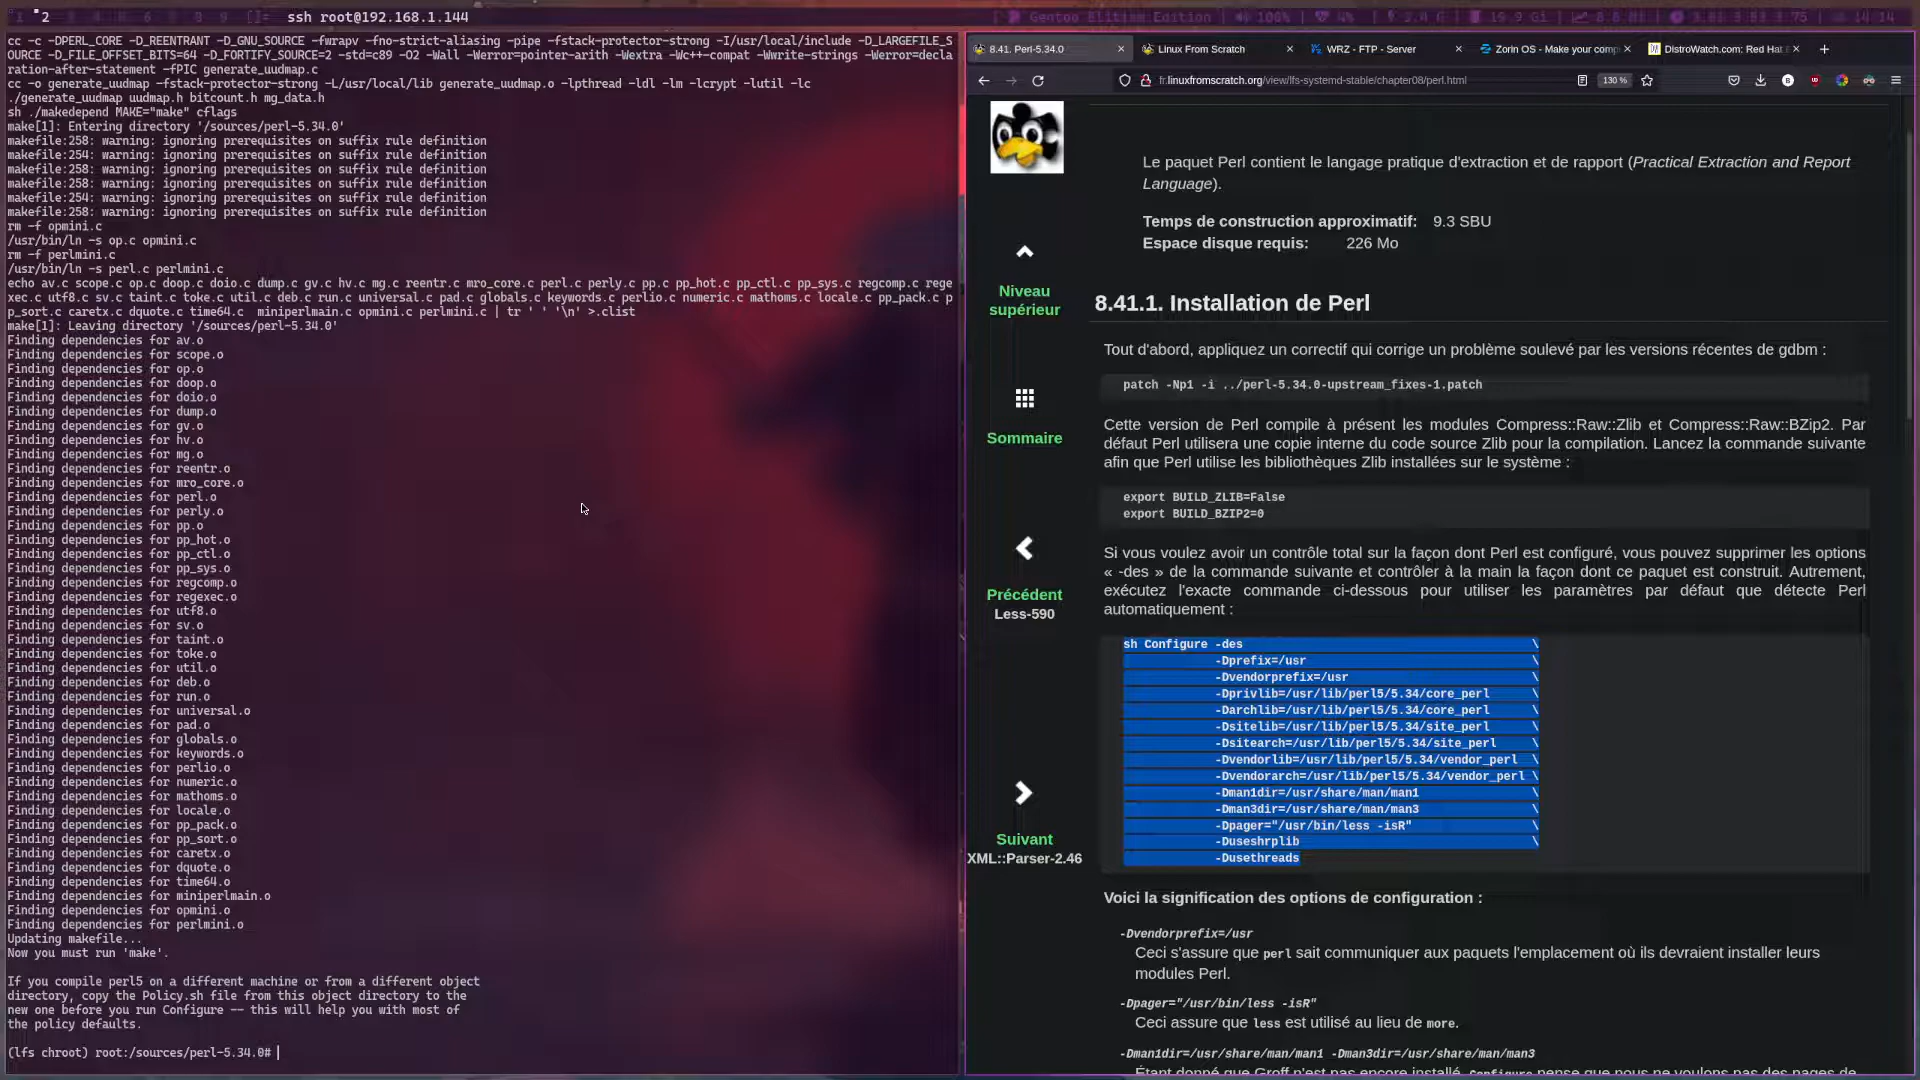 2
ssh root@192.168.1.144
Gentoo Elitism Edition
100%
4%
14 14
cc -c -DPERL_CORE -D_REENTRANT -D_GNU_SOURCE -fwrapv -fno-strict-aliasing -pipe -fstack-protector-strong -I/usr/local/include -D_LARGEFILE_S
OURCE -D_FILE_OFFSET_BITS=64 -D_FORTIFY_SOURCE=2 -std=c89 -O2 -Wall -Werror=pointer-arith -Wextra -Wc++-compat -Wwrite-strings -Werror=decla
ration-after-statement -fPIC generate_uudmap.c
cc -o generate_uudmap -fstack-protector-strong -L/usr/local/lib generate_uudmap.o -lpthread -ldl -lm -lcrypt -lutil -lc
./generate_uudmap uudmap.h bitcount.h mg_data.h
sh ./makedepend MAKE="make" cflags
make[1]: Entering directory '/sources/perl-5.34.0'
makefile:258: warning: ignoring prerequisites on suffix rule definition
makefile:254: warning: ignoring prerequisites on suffix rule definition
makefile:258: warning: ignoring prerequisites on suffix rule definition
makefile:258: warning: ignoring prerequisites on suffix rule definition
makefile:254: warning: ignoring prerequisites on suffix rule definition
makefile:258: warning: ignoring prerequisites on suffix rule definition
rm -f opmini.c
/usr/bin/ln -s op.c opmini.c
rm -f perlmini.c
/usr/bin/ln -s perl.c perlmini.c
echo av.c scope.c op.c doop.c doio.c dump.c gv.c hv.c mg.c reentr.c mro_core.c perl.c perly.c pp.c pp_hot.c pp_ctl.c pp_sys.c regcomp.c rege
xec.c utf8.c sv.c taint.c toke.c util.c deb.c run.c universal.c pad.c globals.c keywords.c perlio.c numeric.c mathoms.c locale.c pp_pack.c p
p_sort.c caretx.c dquote.c time64.c  miniperlmain.c opmini.c perlmini.c | tr ' ' '\n' >.clist
make[1]: Leaving directory '/sources/perl-5.34.0'
Finding dependencies for av.o
Finding dependencies for scope.o
Finding dependencies for op.o
Finding dependencies for doop.o
Finding dependencies for doio.o
Finding dependencies for dump.o
Finding dependencies for gv.o
Finding dependencies for hv.o
Finding dependencies for mg.o
Finding dependencies for reentr.o
Finding dependencies for mro_core.o
Finding dependencies for perl.o
Finding dependencies for perly.o
Finding dependencies for pp.o
Finding dependencies for pp_hot.o
Finding dependencies for pp_ctl.o
Finding dependencies for pp_sys.o
Finding dependencies for regcomp.o
Finding dependencies for regexec.o
Finding dependencies for utf8.o
Finding dependencies for sv.o
Finding dependencies for taint.o
Finding dependencies for toke.o
Finding dependencies for util.o
Finding dependencies for deb.o
Finding dependencies for run.o
Finding dependencies for universal.o
Finding dependencies for pad.o
Finding dependencies for globals.o
Finding dependencies for keywords.o
Finding dependencies for perlio.o
Finding dependencies for numeric.o
Finding dependencies for mathoms.o
Finding dependencies for locale.o
Finding dependencies for pp_pack.o
Finding dependencies for pp_sort.o
Finding dependencies for caretx.o
Finding dependencies for dquote.o
Finding dependencies for time64.o
Finding dependencies for miniperlmain.o
Finding dependencies for opmini.o
Finding dependencies for perlmini.o
Updating makefile...
Now you must run 'make'.
If you compile perl5 on a different machine or from a different object
directory, copy the Policy.sh file from this object directory to the
new one before you run Configure -- this will help you with most of
the policy defaults.
(lfs chroot) root:/sources/perl-5.34.0#
8.41. Perl-5.34.0
Linux From Scratch
WRZ - FTP - Server
Zorin OS - Make your comp
DistroWatch.com: Red Hat E
fr.linuxfromscratch.org/view/lfs-systemd-stable/chapter08/perl.html
130 %
Niveau
supérieur
Sommaire
Précédent
Less-590
Suivant
XML::Parser-2.46
Le paquet Perl contient le langage pratique d'extraction et de rapport (Practical Extraction and Report
Language).
Temps de construction approximatif: 9.3 SBU
Espace disque requis: 226 Mo
8.41.1. Installation de Perl
Tout d'abord, appliquez un correctif qui corrige un problème soulevé par les versions récentes de gdbm :
patch -Np1 -i ../perl-5.34.0-upstream_fixes-1.patch
Cette version de Perl compile à présent les modules Compress::Raw::Zlib et Compress::Raw::BZip2. Par
défaut Perl utilisera une copie interne du code source Zlib pour la compilation. Lancez la commande suivante
afin que Perl utilise les bibliothèques Zlib installées sur le système :
export BUILD_ZLIB=False
export BUILD_BZIP2=0
Si vous voulez avoir un contrôle total sur la façon dont Perl est configuré, vous pouvez supprimer les options
« -des » de la commande suivante et contrôler à la main la façon dont ce paquet est construit. Autrement,
exécutez l'exacte commande ci-dessous pour utiliser les paramètres par défaut que détecte Perl
automatiquement :
sh Configure -des \
-Dprefix=/usr \
-Dvendorprefix=/usr \
-Dprivlib=/usr/lib/perl5/5.34/core_perl \
-Darchlib=/usr/lib/perl5/5.34/core_perl \
-Dsitelib=/usr/lib/perl5/5.34/site_perl \
-Dsitearch=/usr/lib/perl5/5.34/site_perl \
-Dvendorlib=/usr/lib/perl5/5.34/vendor_perl \
-Dvendorarch=/usr/lib/perl5/5.34/vendor_perl \
-Dman1dir=/usr/share/man/man1 \
-Dman3dir=/usr/share/man/man3 \
-Dpager="/usr/bin/less -isR" \
-Duseshrplib \
-Dusethreads
Voici la signification des options de configuration :
-Dvendorprefix=/usr
Ceci s'assure que perl sait communiquer aux paquets l'emplacement où ils devraient installer leurs
modules Perl.
-Dpager="/usr/bin/less -isR"
Ceci assure que less est utilisé au lieu de more.
-Dman1dir=/usr/share/man/man1 -Dman3dir=/usr/share/man/man3
Étant donné que Groff n'est pas encore installé, Configure pense que nous ne voulons pas des pages de